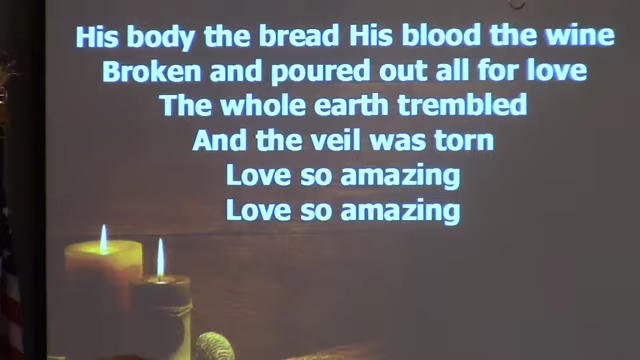 His body the bread His blood the wine
Broken and poured out all for love
The whole earth trembled
And the veil was torn
Love so amazing
Love so amazing